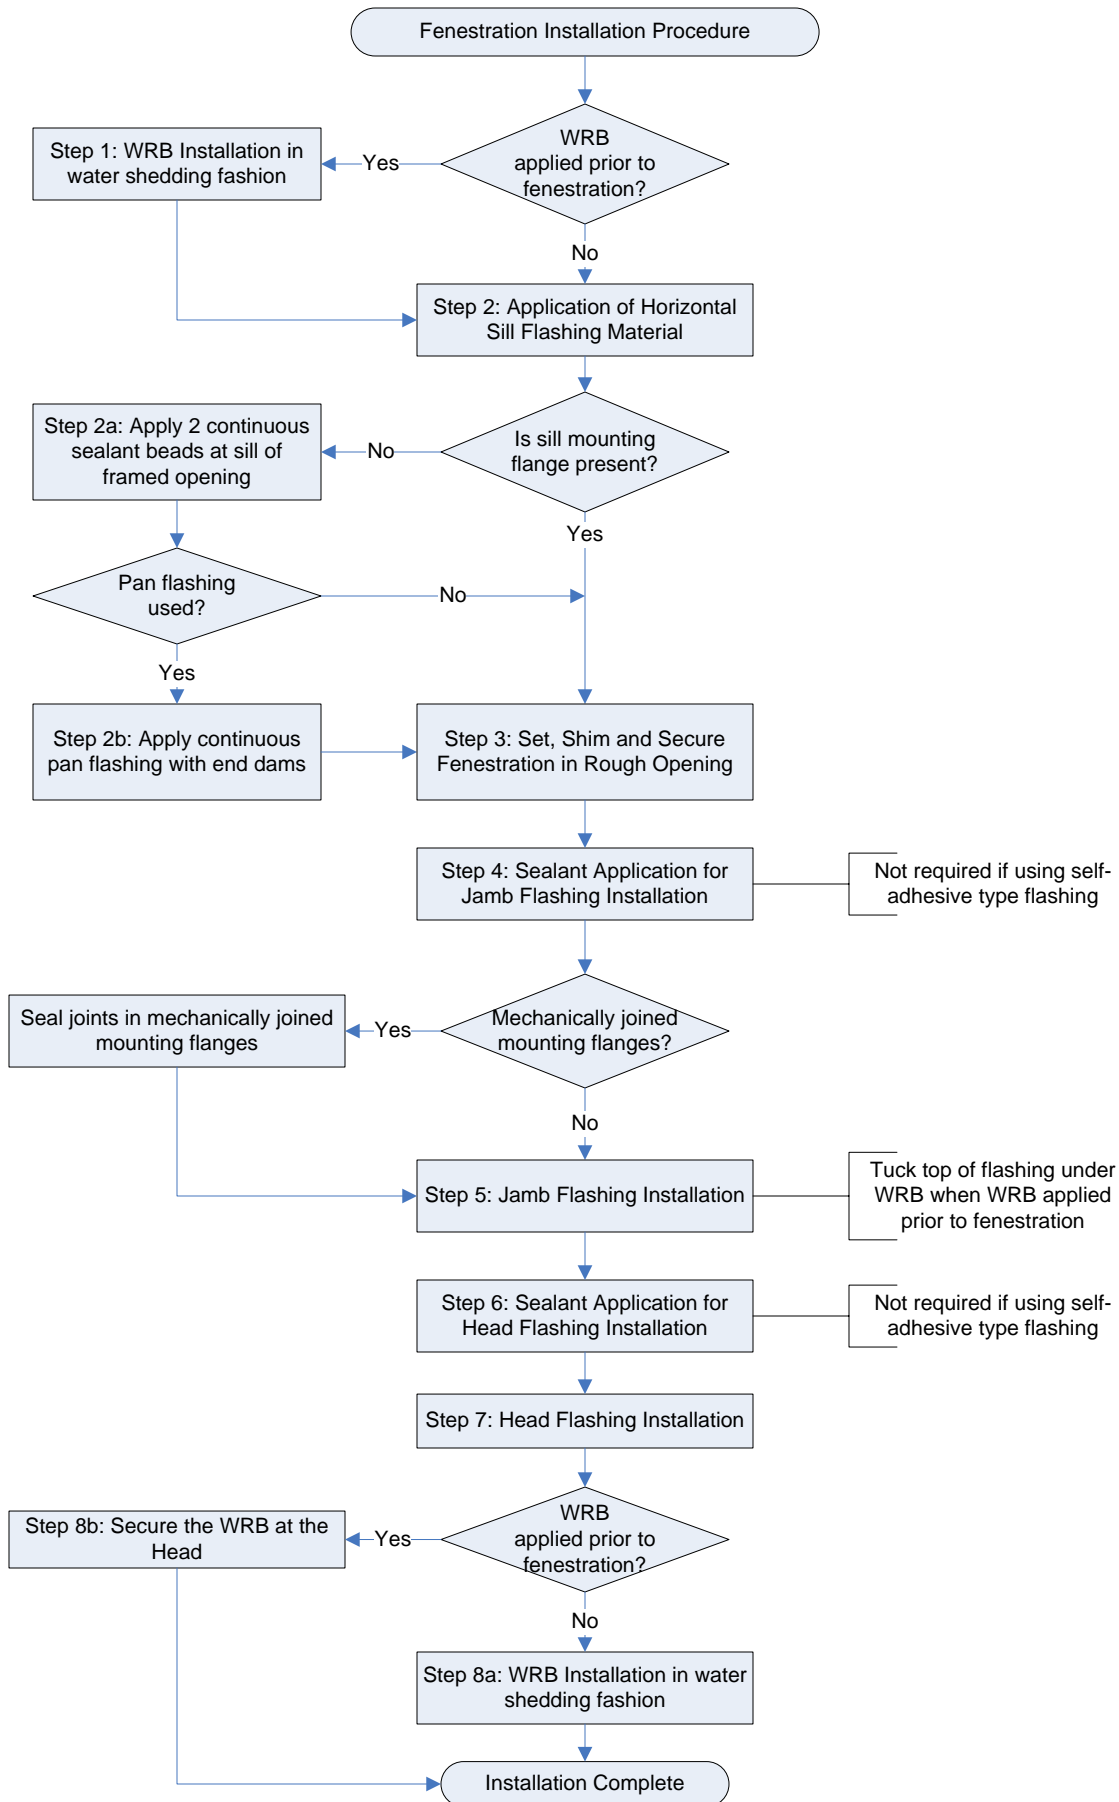 Fenestration Installation Procedure
WRB
applied prior to
fenestration?
Yes
Step 1: WRB Installation in
water shedding fashion
No
Step 2: Application of Horizontal
Sill Flashing Material
Is sill mounting
flange present?
No
Step 2a: Apply 2 continuous
sealant beads at sill of
framed opening
Yes
Pan flashing
used?
No
Yes
Step 2b: Apply continuous
pan flashing with end dams
Step 3: Set, Shim and Secure
Fenestration in Rough Opening
Step 4: Sealant Application for
Jamb Flashing Installation
Not required if using self-
adhesive type flashing
Mechanically joined
mounting flanges?
Yes
Seal joints in mechanically joined
mounting flanges
No
Step 5: Jamb Flashing Installation
Tuck top of flashing under
WRB when WRB applied
prior to fenestration
Step 6: Sealant Application for
Head Flashing Installation
Not required if using self-
adhesive type flashing
Step 7: Head Flashing Installation
WRB
applied prior to
fenestration?
Yes
Step 8b: Secure the WRB at the
Head
No
Step 8a: WRB Installation in water
shedding fashion
Installation Complete